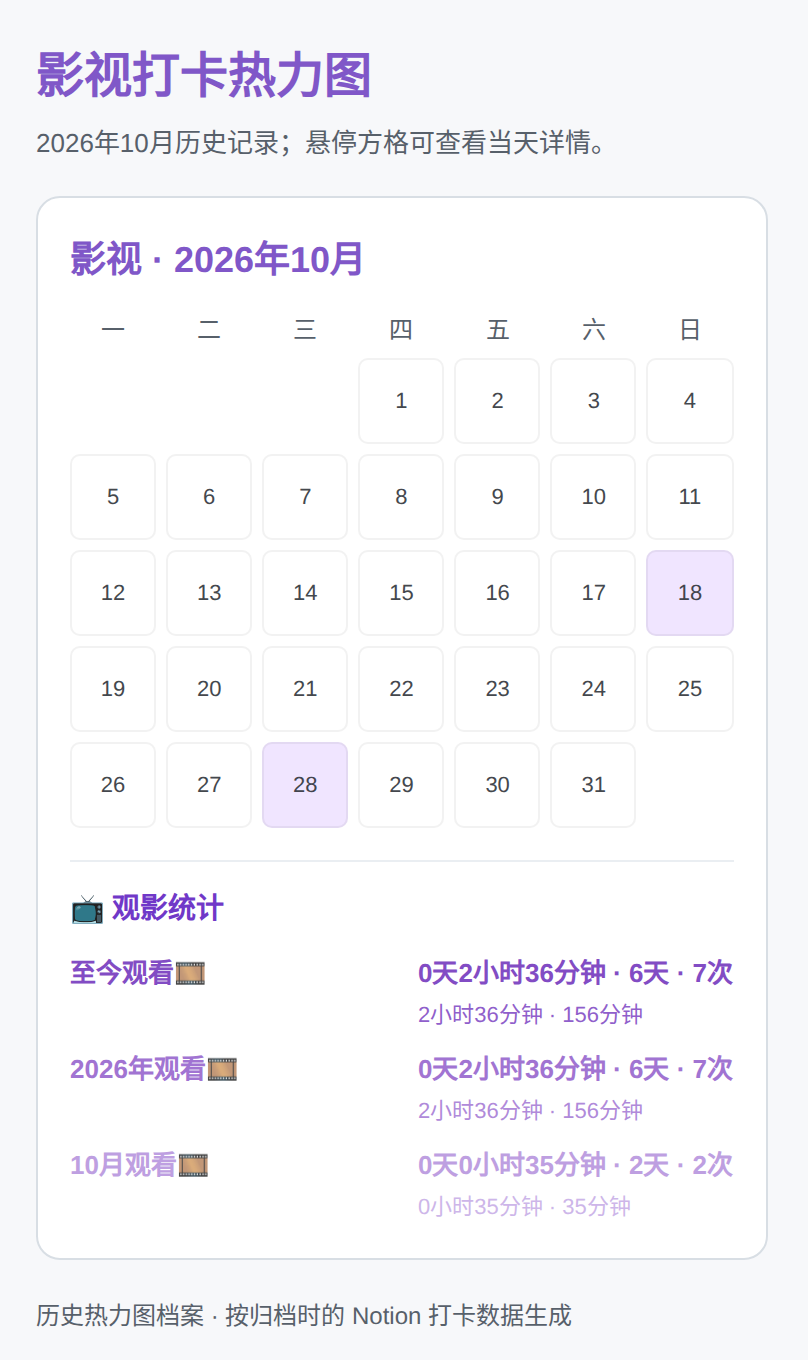 影视打卡热力图
2026年10月历史记录；悬停方格可查看当天详情。
影视 · 2026年10月
一 二 三 四 五 六 日
1 2 3 4
5 6 7 8 9 10 11
12 13 14 15 16 17 18
19 20 21 22 23 24 25
26 27 28 29 30 31
📺 观影统计
至今观看🎞️ 0天2小时36分钟 · 6天 · 7次
2小时36分钟 · 156分钟
2026年观看🎞️ 0天2小时36分钟 · 6天 · 7次
2小时36分钟 · 156分钟
10月观看🎞️ 0天0小时35分钟 · 2天 · 2次
0小时35分钟 · 35分钟
历史热力图档案 · 按归档时的 Notion 打卡数据生成